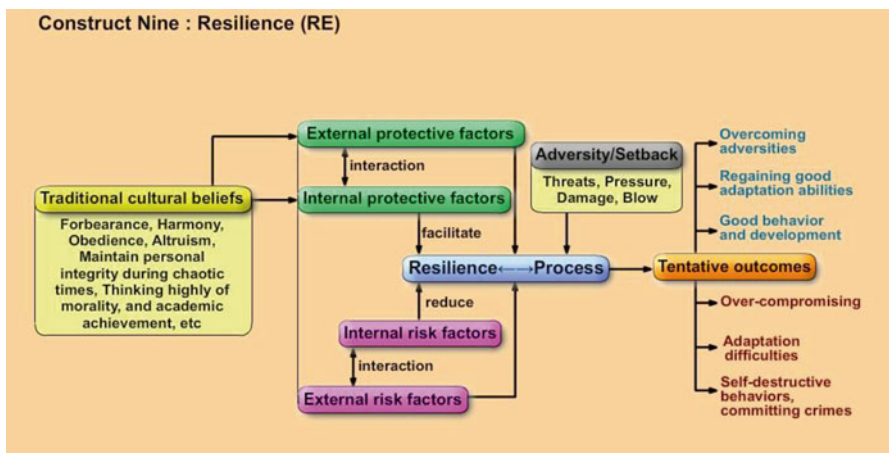 Construct Nine : Resilience (RE)
External protective factors
interaction
Internal protective factors
facilitate
Traditional cultural beliefs
Forbearance, Harmony,
Obedience, Altruism,
Maintain personal
integrity during chaotic
times, Thinking highly of
morality, and academic
achievement, etc
Adversity/Setback
Threats, Pressure,
Damage, Blow
Resilience←→Process
reduce
Internal risk factors
interaction
External risk factors
Tentative outcomes
Overcoming
adversities
Regaining good
adaptation abilities
Good behavior
and development
Over-compromising
Adaptation
difficulties
Self-destructive
behaviors,
committing crimes